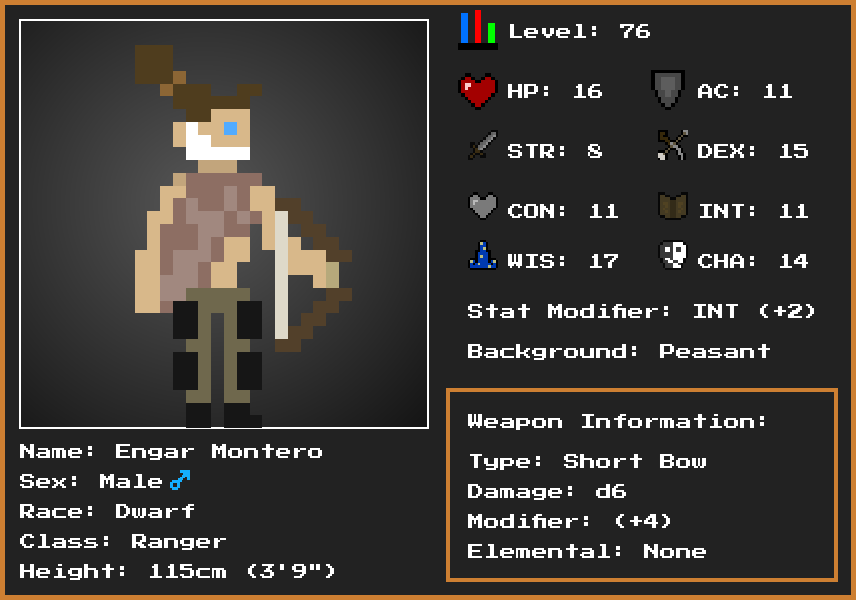 Level: 76
HP: 16 AC: 11
STR: 8 DEX: 15
CON: 11 INT: 11
WIS: 17 CHA: 14
Stat Modifier: INT (+2)
Background: Peasant
Weapon Information:
Type: Short Bow
Damage: d6
Modifier: (+4)
Elemental: None
Name: Engar Montero
Sex: Male ♂
Race: Dwarf
Class: Ranger
Height: 115cm (3'9")